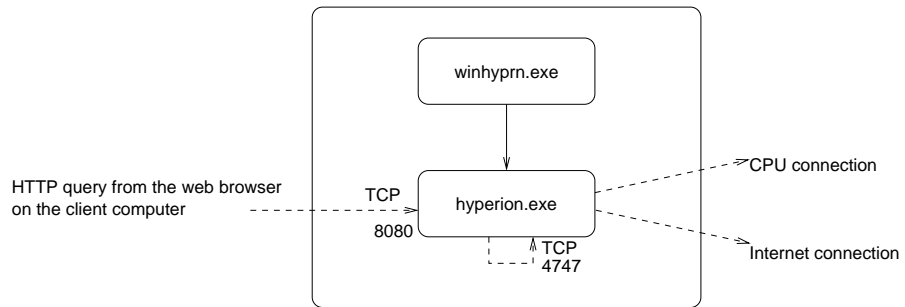 winhyprn.exe
CPU connection
HTTP query from the web browser
on the client computer
TCP
8080
hyperion.exe
TCP
4747
Internet connection